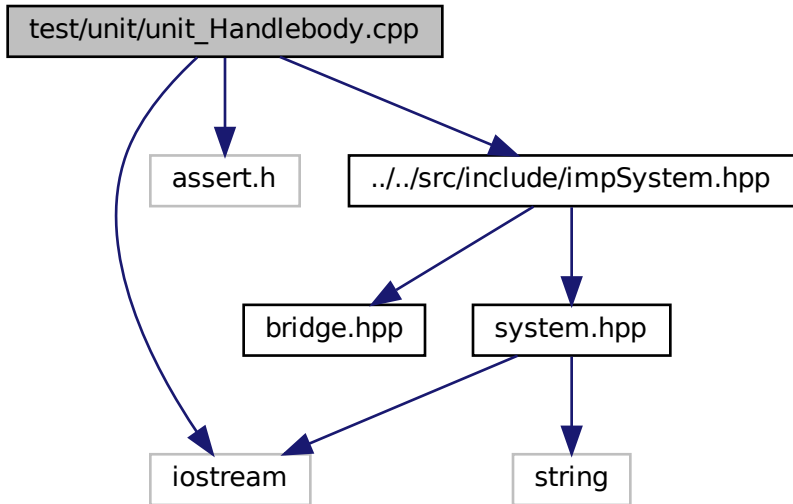 test/unit/unit_Handlebody.cpp
assert.h
../../src/include/impSystem.hpp
bridge.hpp
system.hpp
iostream
string